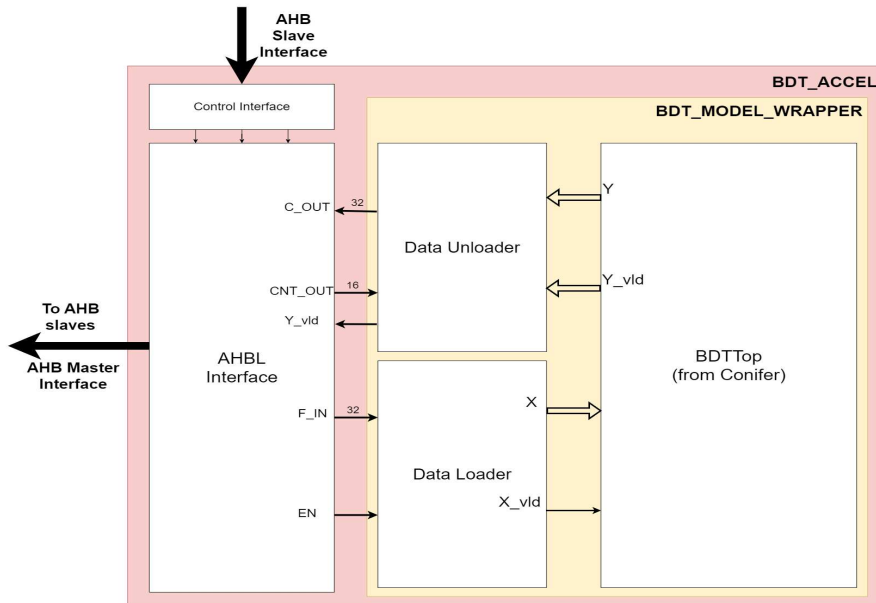 AHB
Slave
Interface
BDT_ACCEL
Control Interface
BDT_MODEL_WRAPPER
Y
C_OUT
32
Data Unloader
Y_vld
CNT_OUT
16
Y_vld
To AHB
slaves
AHB Master
Interface
AHBL
Interface
BDTTop
(from Conifer)
X
F_IN
32
Data Loader
X_vld
EN